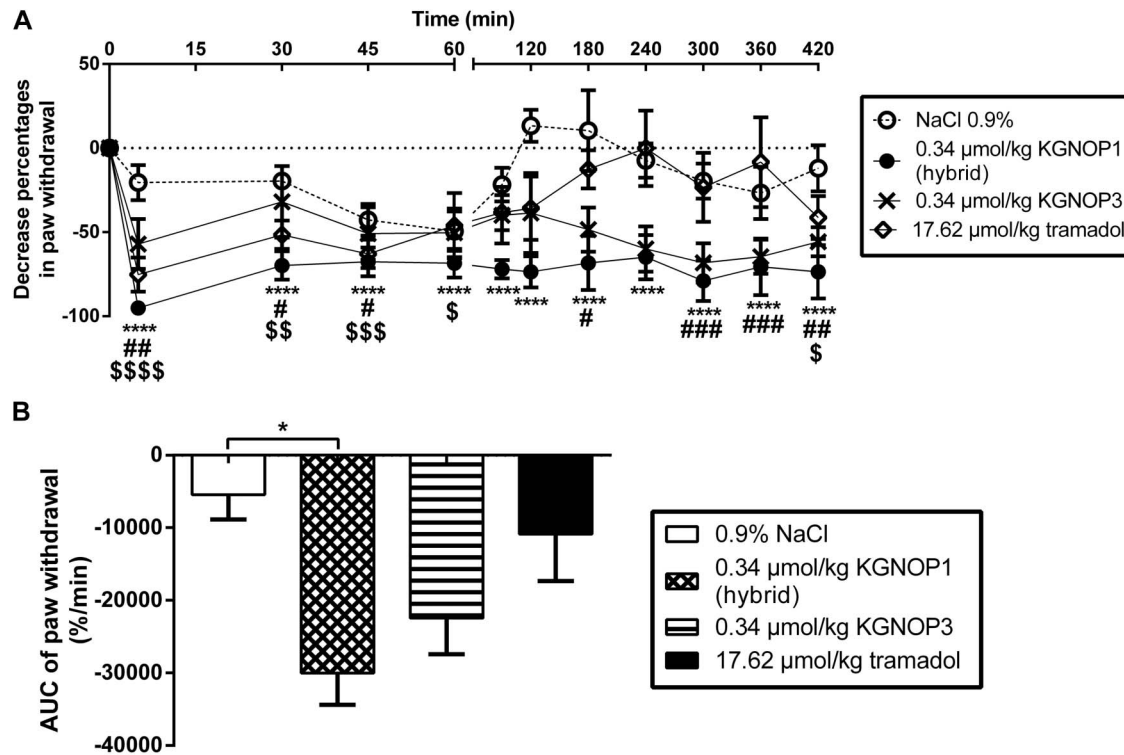 A
Time (min)
0 15 30 45 60 120 180 240 300 360 420
Decrease percentages
in paw withdrawal
50
0
-50
-100
****
##
$$$$
****
#
$$
****
#
$$$
****
$
****
****
****
#
****
****
###
****
###
****
##
$
NaCl 0.9%
0.34 µmol/kg KGNOP1
(hybrid)
0.34 µmol/kg KGNOP3
17.62 µmol/kg tramadol
B
AUC of paw withdrawal
(%/min)
0
-10000
-20000
-30000
-40000
*
0.9% NaCl
0.34 µmol/kg KGNOP1
(hybrid)
0.34 µmol/kg KGNOP3
17.62 µmol/kg tramadol